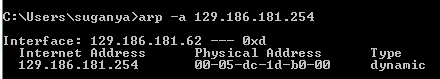 C:\Users\suganya>arp -a 129.186.181.254
Interface: 129.186.181.62 --- 0xd
Internet Address Physical Address Type
129.186.181.254 00-05-dc-1d-b0-00 dynamic